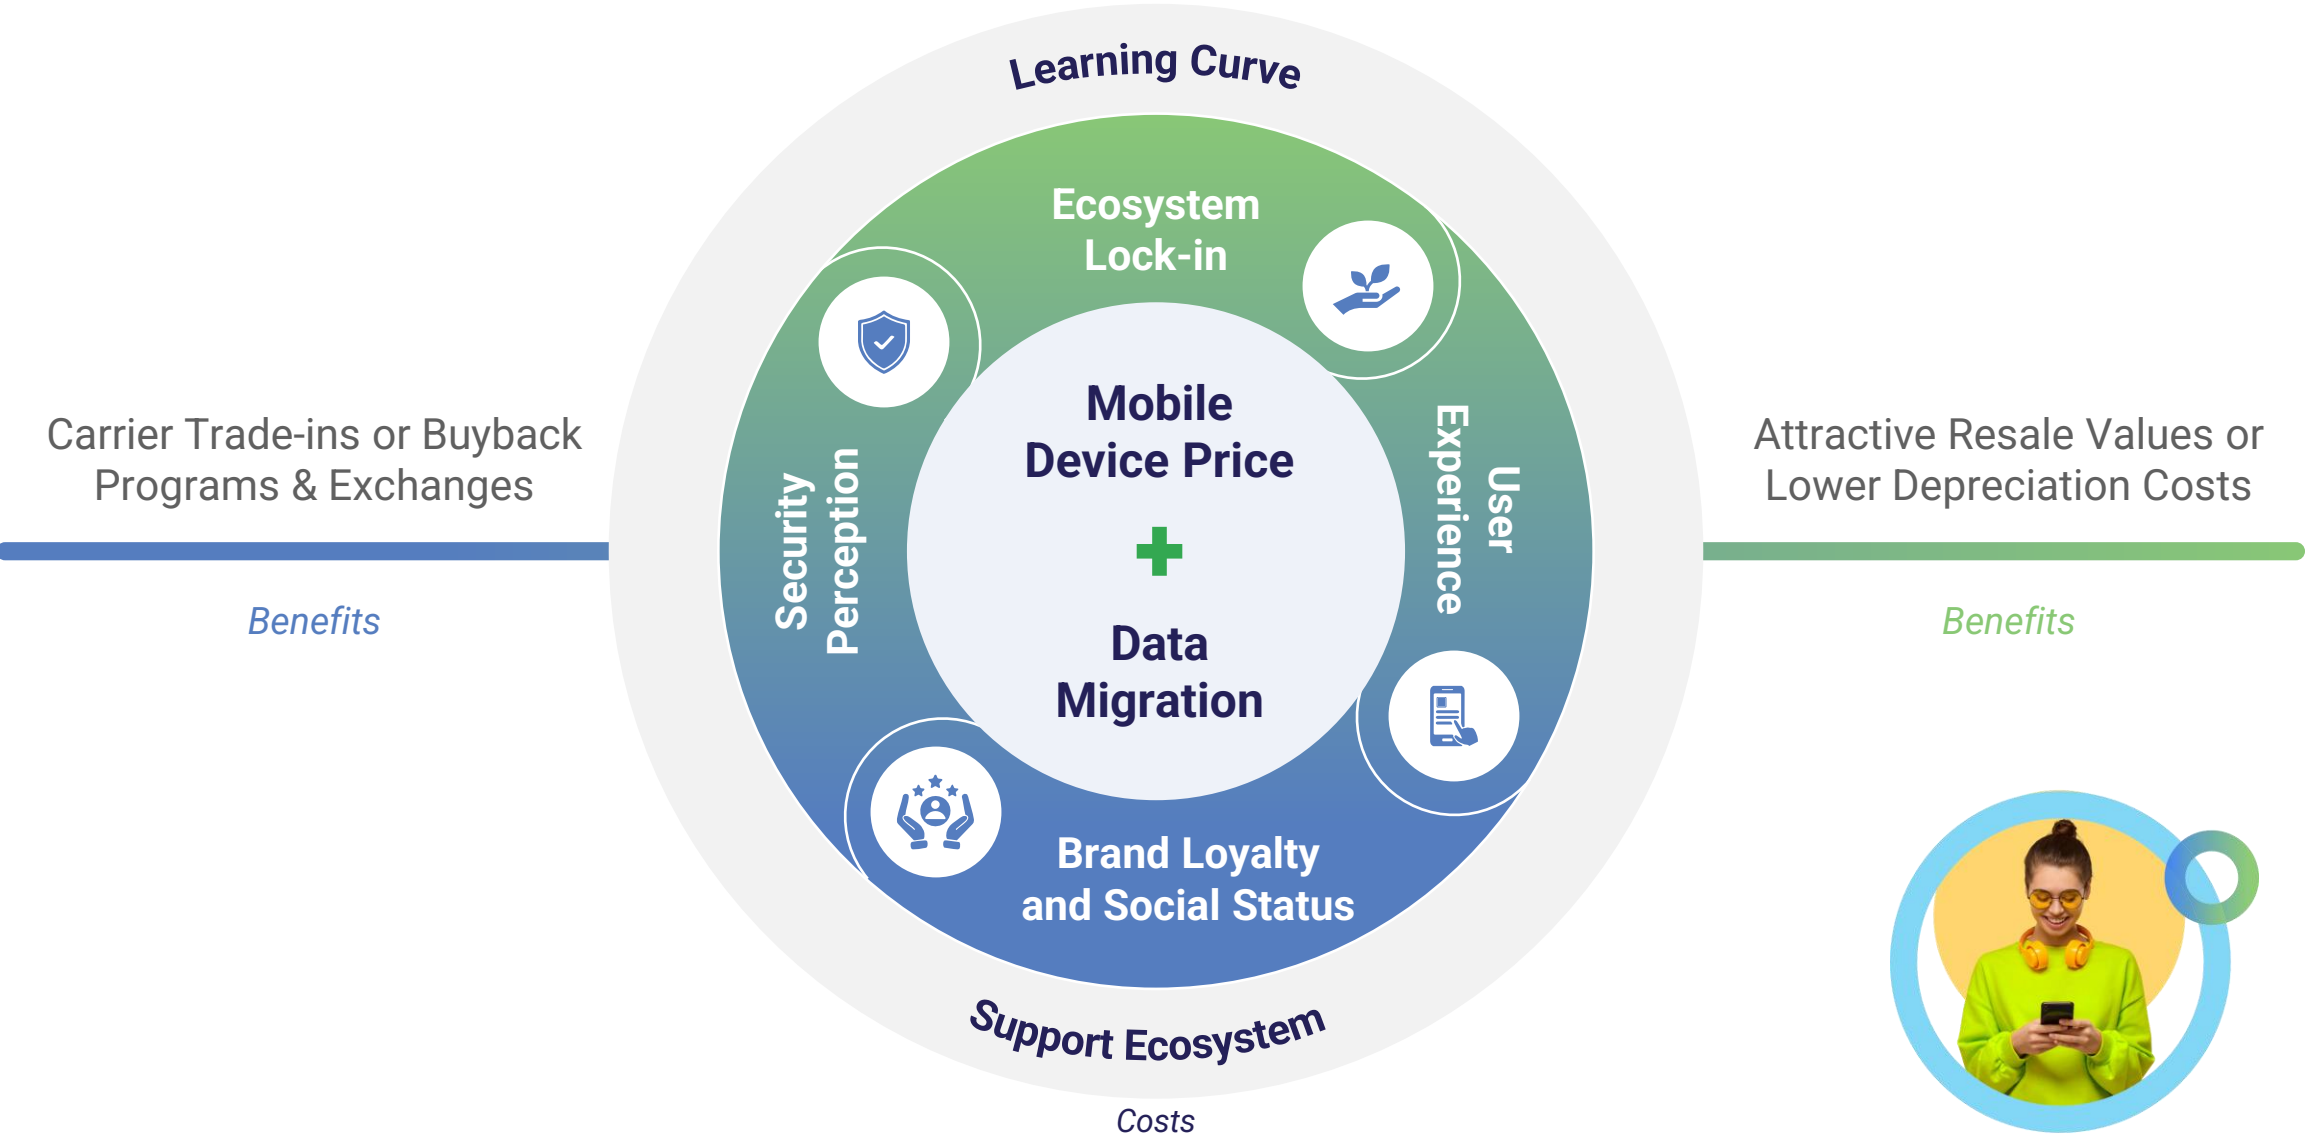 Learning Curve
Ecosystem
Lock-in
Carrier Trade-ins or Buyback
Programs & Exchanges
Benefits
Security
Perception
Mobile
Device Price
Data
Migration
User
Experience
Attractive Resale Values or
Lower Depreciation Costs
Benefits
Brand Loyalty
and Social Status
Support Ecosystem
Costs